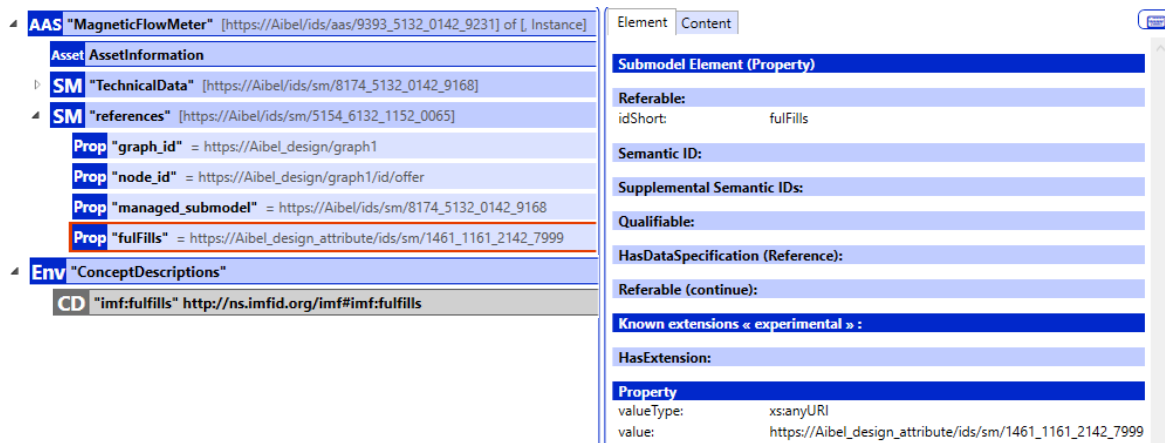 AAS "MagneticFlowMeter" [https://Aibel/ids/aas/9393_5132_0142_9231] of [, Instance]
Asset AssetInformation
SM "TechnicalData" [https://Aibel/ids/sm/8174_5132_0142_9168]
SM "references" [https://Aibel/ids/sm/5154_6132_1152_0065]
Prop "graph_id" = https://Aibel_design/graph1
Prop "node_id" = https://Aibel_design/graph1/id/offer
Prop "managed_submodel" = https://Aibel/ids/sm/8174_5132_0142_9168
Prop "fulFills" = https://Aibel_design_attribute/ids/sm/1461_1161_2142_7999
Env "ConceptDescriptions"
CD "imf:fulfills" http://ns.imfid.org/imf#imf:fulfills
Element Content
Submodel Element (Property)
Referable:
idShort: fulFills
Semantic ID:
Supplemental Semantic IDs:
Qualifiable:
HasDataSpecification (Reference):
Referable (continue):
Known extensions « experimental » :
HasExtension:
Property
valueType: xs:anyURI
value: https://Aibel_design_attribute/ids/sm/1461_1161_2142_7999